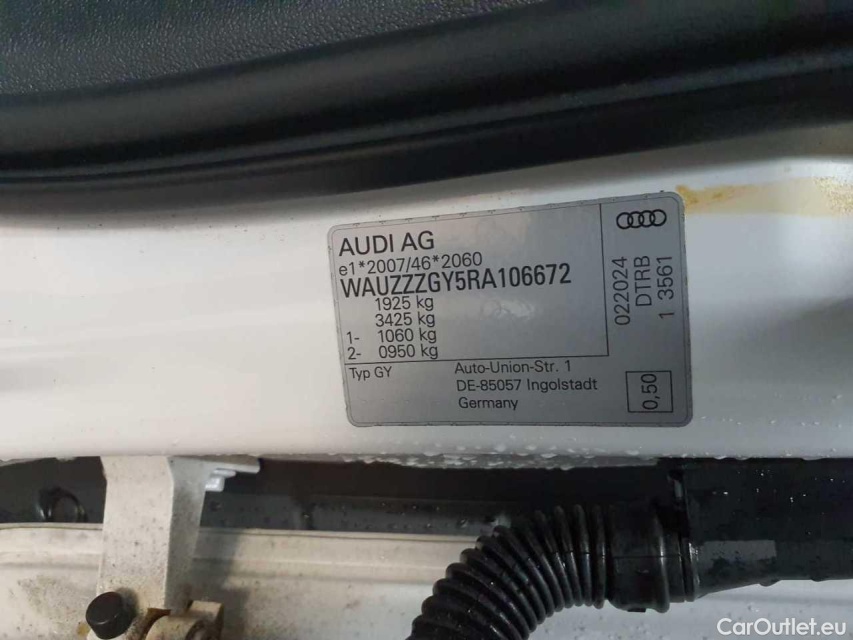 AUDI AG
e1*2007/46*2060
WAUZZZGY5RA106672
1925 kg
3425 kg
1- 1060 kg
2- 0950 kg
Typ GY
Auto-Union-Str. 1
DE-85057 Ingolstadt
Germany
022024
DTRB
1 3561
0,50
CarOutlet.eu